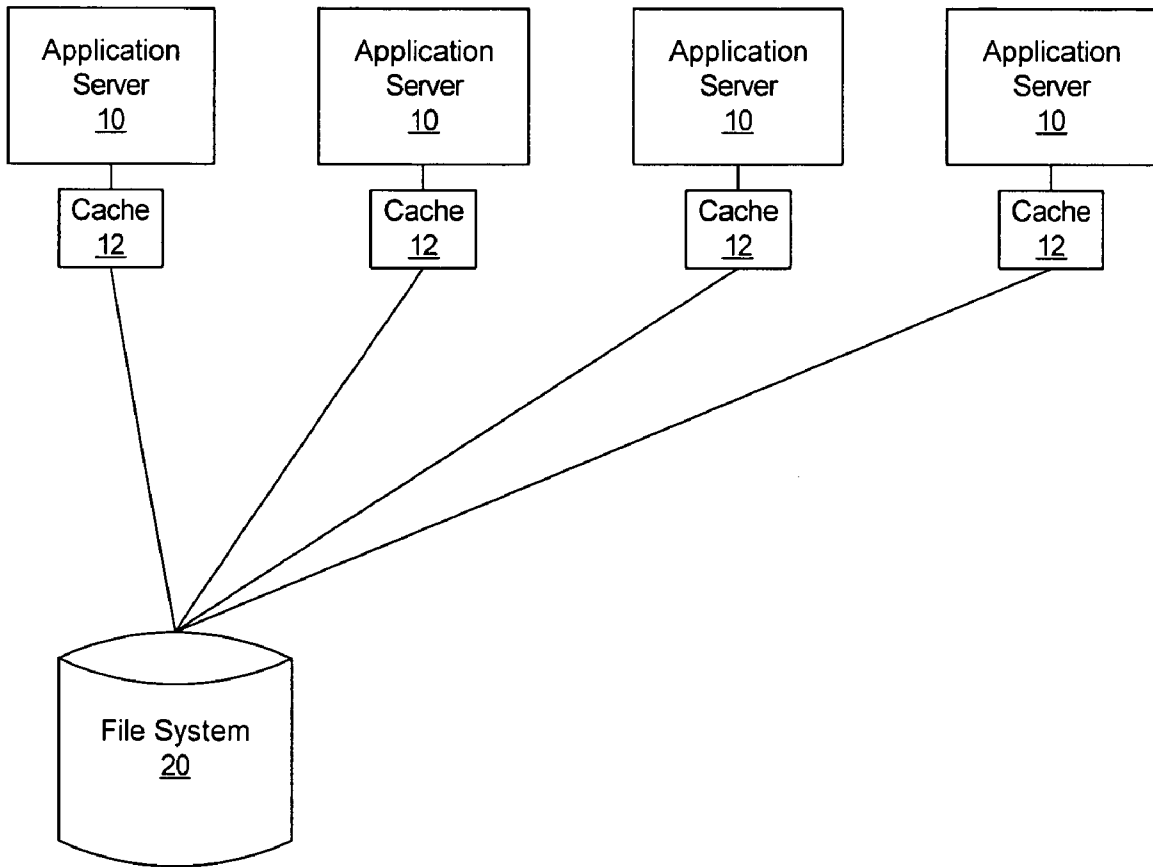 Application
Server
10
Application
Server
10
Application
Server
10
Application
Server
10
Cache
12
Cache
12
Cache
12
Cache
12
File System
20